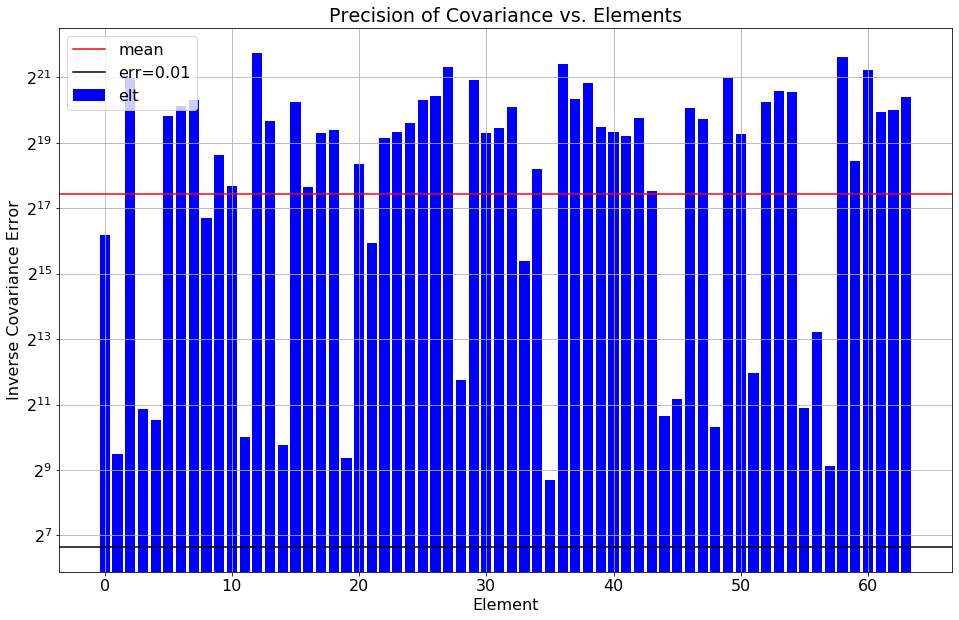 Precision of Covariance vs. Elements
mean
err=0.01
elt
Inverse Covariance Error
2^21
2^19
2^17
2^15
2^13
2^11
2^9
2^7
0 10 20 30 40 50 60
Element